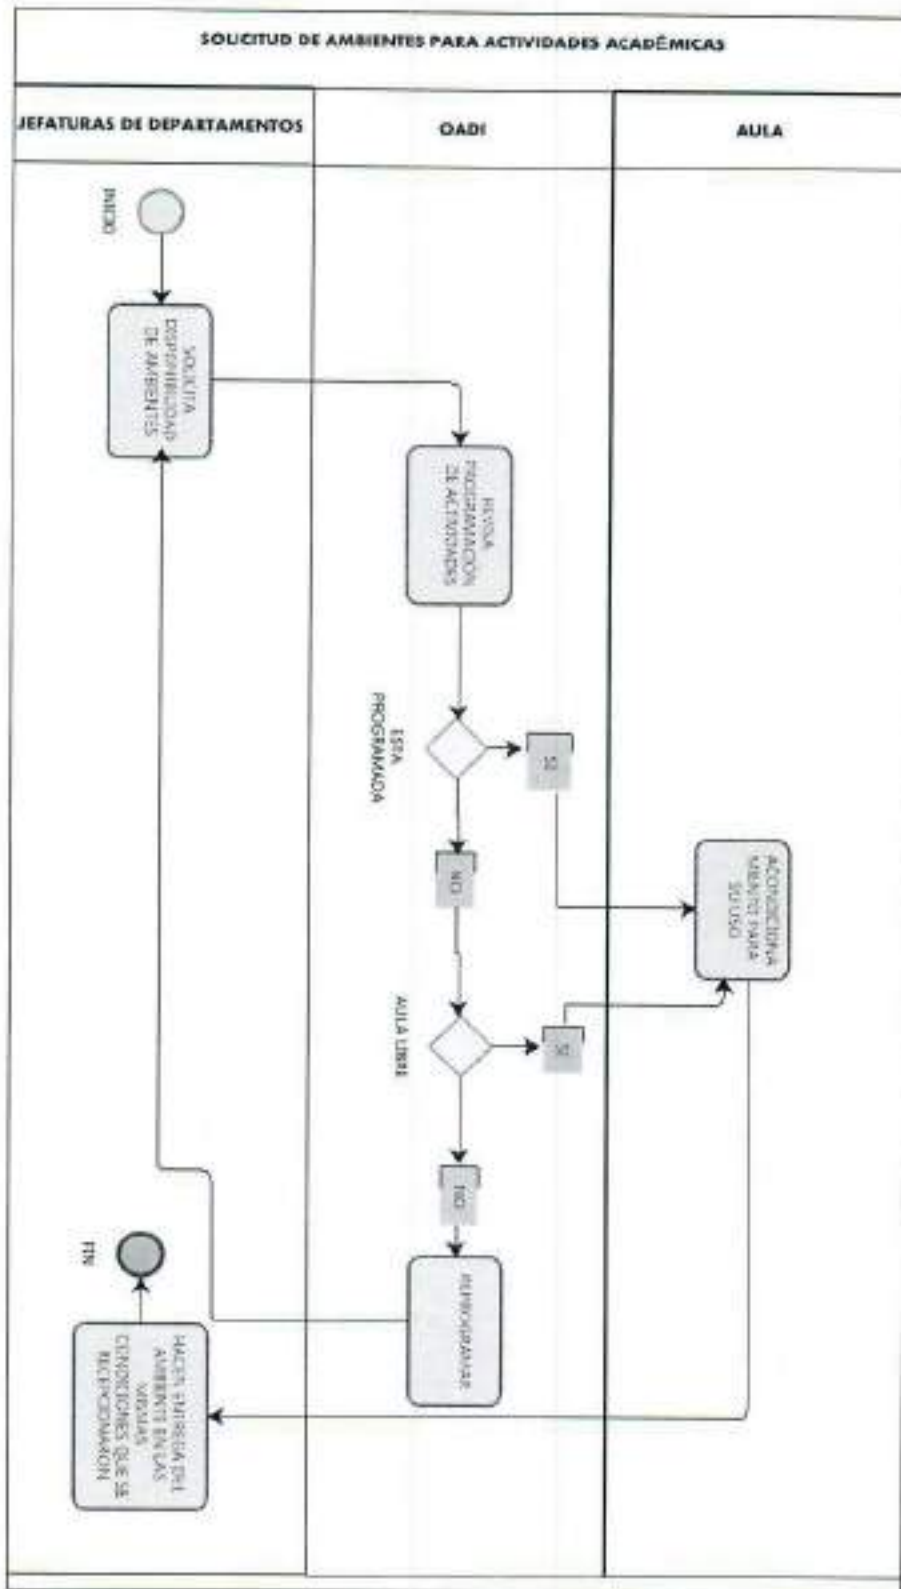 SOLICITUD DE AMBIENTES PARA ACTIVIDADES ACADÉMICAS
JEFATURAS DE DEPARTAMENTOS
OADI
AULA
INICIO
SOLICITA
DISPONIBILIDAD
DE AMBIENTES
REVISA
PROGRAMACIÓN
DE ACTIVIDADES
ESTA
PROGRAMADA
SI
NO
ACONDICIONA
MIENTO PARA
SU USO
AULA LIBRE
SI
NO
REPROGRAMAR
FIN
HACEN ENTREGA DEL
AMBIENTE EN LAS
MISMAS
CONDICIONES QUE SE
RECEPCIONARON